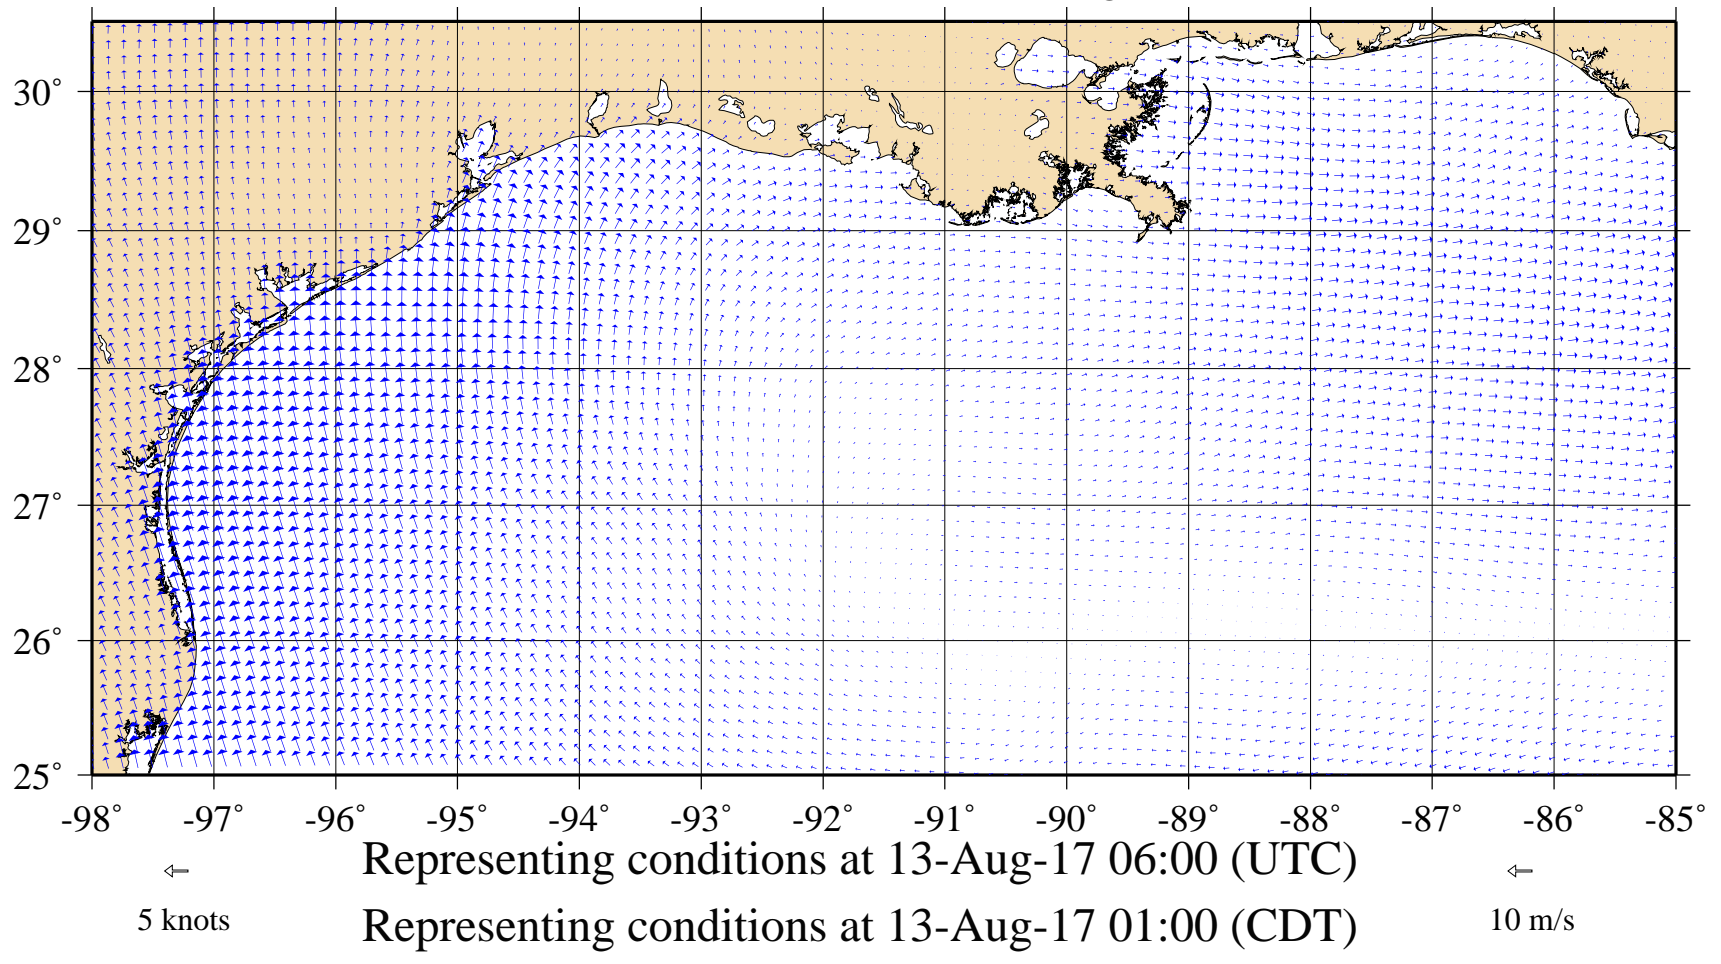 30°
29°
28°
27°
26°
25°
-98° -97° -96° -95° -94° -93° -92° -91° -90° -89° -88° -87° -86° -85°
Representing conditions at 13-Aug-17 06:00 (UTC)
5 knots
10 m/s
Representing conditions at 13-Aug-17 01:00 (CDT)